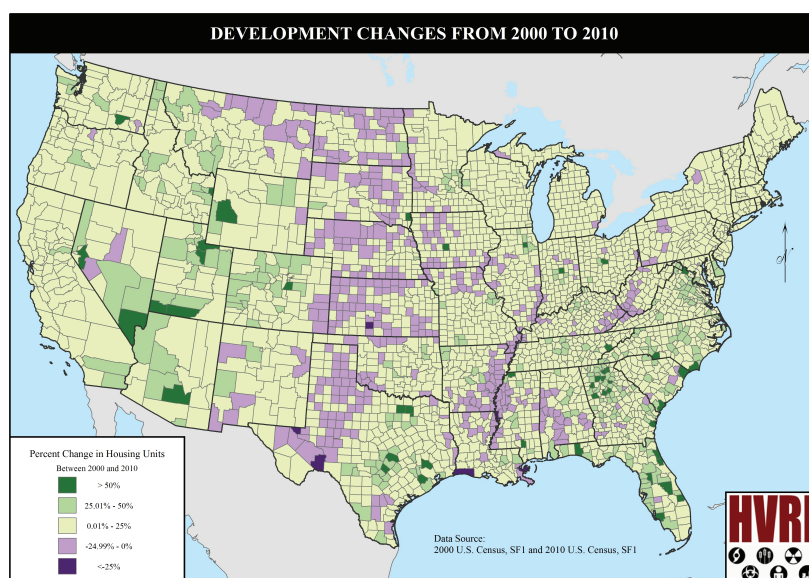 DEVELOPMENT CHANGES FROM 2000 TO 2010
Percent Change in Housing Units
Between 2000 and 2010
> 50%
25.01% - 50%
0.01% - 25%
-24.99% - 0%
<-25%
Data Source:
2000 U.S. Census, SF1 and 2010 U.S. Census, SF1
N
HVRI